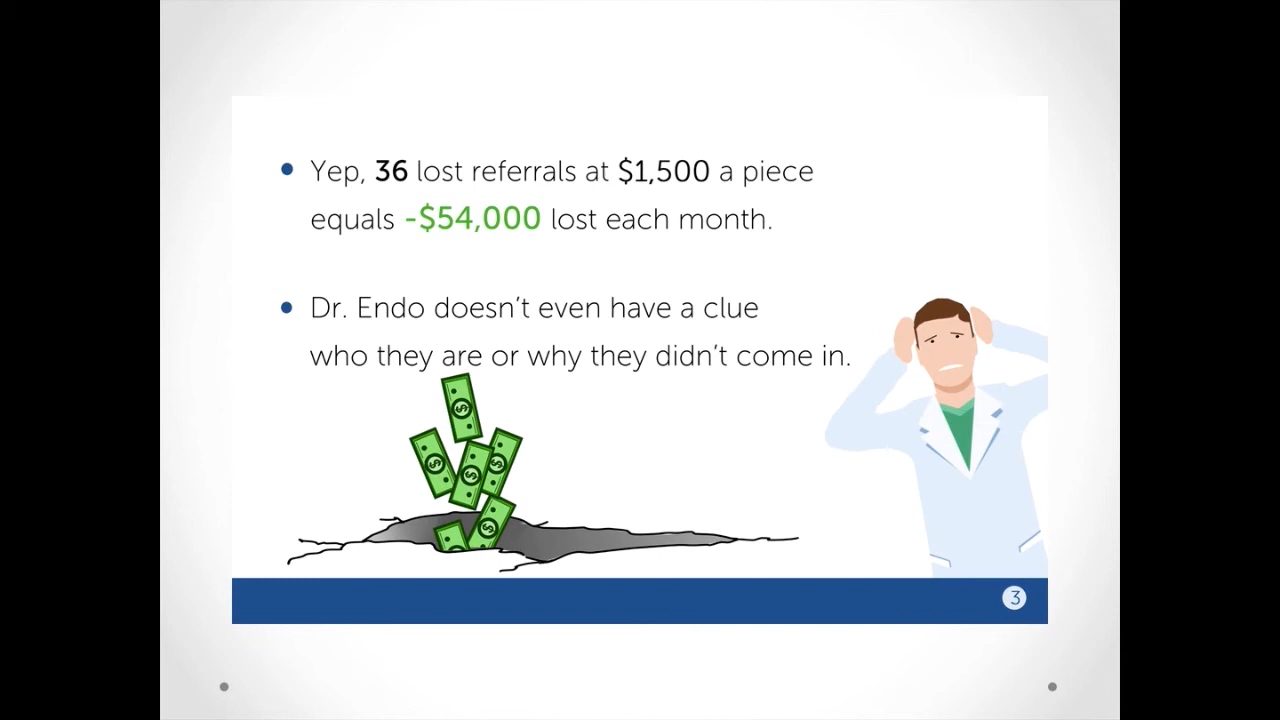 • Yep, 36 lost referrals at $1,500 a piece
equals -$54,000 lost each month.
• Dr. Endo doesn't even have a clue
who they are or why they didn't come in.
3